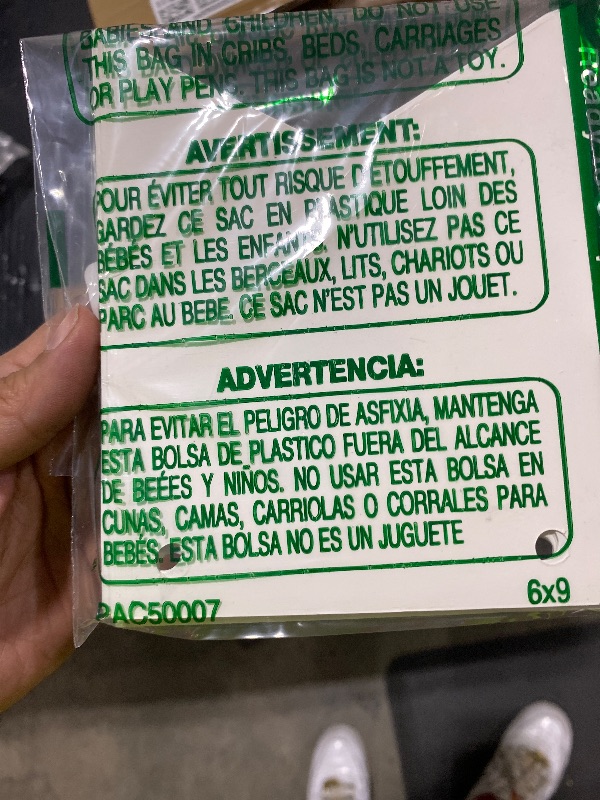 BABIES AND CHILDREN, DO NOT USE
THIS BAG IN CRIBS, BEDS, CARRIAGES
OR PLAY PENS. THIS BAG IS NOT A TOY.
AVERTISSEMENT:
POUR ÉVITER TOUT RISQUE D'ETOUFFEMENT,
GARDEZ CE SAC EN PLASTIQUE LOIN DES
BÉBÉS ET LES ENFANTS. N'UTILISEZ PAS CE
SAC DANS LES BERCEAUX, LITS, CHARIOTS OU
PARC AU BEBE. CE SAC N'EST PAS UN JOUET.
ADVERTENCIA:
PARA EVITAR EL PELIGRO DE ASFIXIA, MANTENGA
ESTA BOLSA DE PLASTICO FUERA DEL ALCANCE
DE BEÉES Y NIÑOS. NO USAR ESTA BOLSA EN
CUNAS, CAMAS, CARRIOLAS O CORRALES PARA
BEBÉS. ESTA BOLSA NO ES UN JUGUETE
PAC50007
6x9